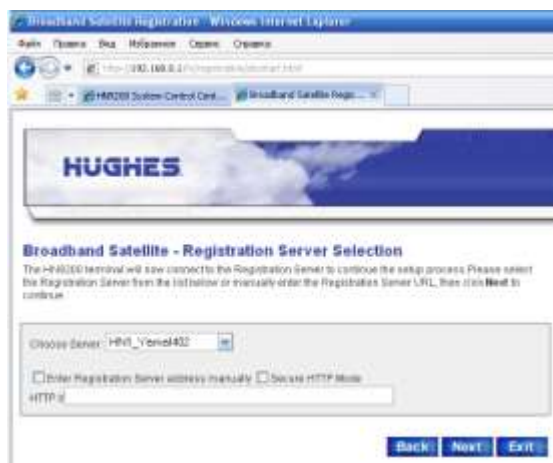 Broadband Satellite Registration - Windows Internet Explorer
Файл Правка Вид Избранное Сервис Справка
HN9200 System Control Cent... Broadband Satellite Regis...
HUGHES
Broadband Satellite - Registration Server Selection
The HN9200 terminal will now connect to the Registration Server to continue the setup process. Please select
the Registration Server from the list below or manually enter the Registration Server URL, then click Next to
continue.
Choose Server:
Enter Registration Server address manually Secure HTTP Mode
Back Next Exit